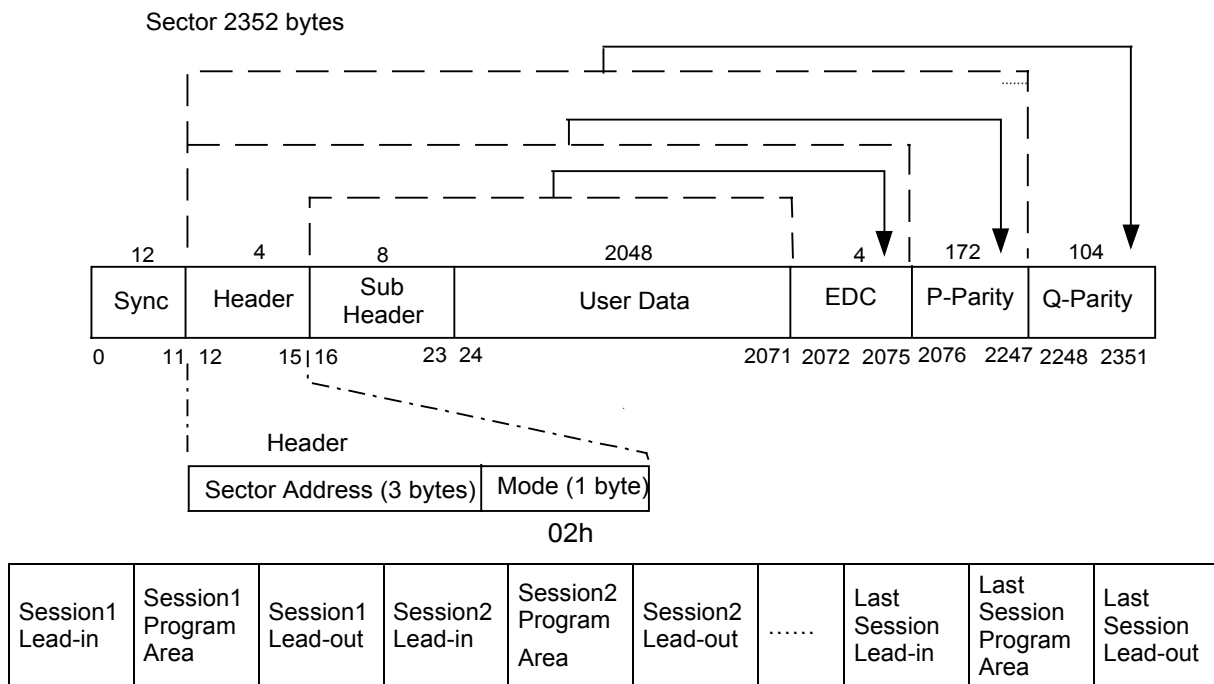 Sector 2352 bytes
12 4 8 2048 4 172 104
Sync Header Sub Header User Data EDC P-Parity Q-Parity
0 11 12 15 16 23 24 2071 2072 2075 2076 2247 2248 2351
Header
Sector Address (3 bytes) Mode (1 byte)
02h
Session1 Lead-in
Session1 Program Area
Session1 Lead-out
Session2 Lead-in
Session2 Program Area
Session2 Lead-out
……
Last Session Lead-in
Last Session Program Area
Last Session Lead-out